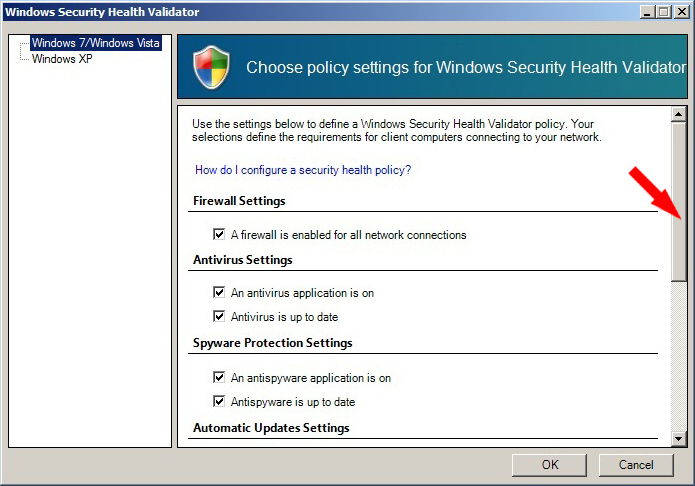 Windows Security Health Validator
Windows 7/Windows Vista
Windows XP
Choose policy settings for Windows Security Health Validator
Use the settings below to define a Windows Security Health Validator policy. Your
selections define the requirements for client computers connecting to your network.
How do I configure a security health policy?
Firewall Settings
A firewall is enabled for all network connections
Antivirus Settings
An antivirus application is on
Antivirus is up to date
Spyware Protection Settings
An antispyware application is on
Antispyware is up to date
Automatic Updates Settings
OK
Cancel